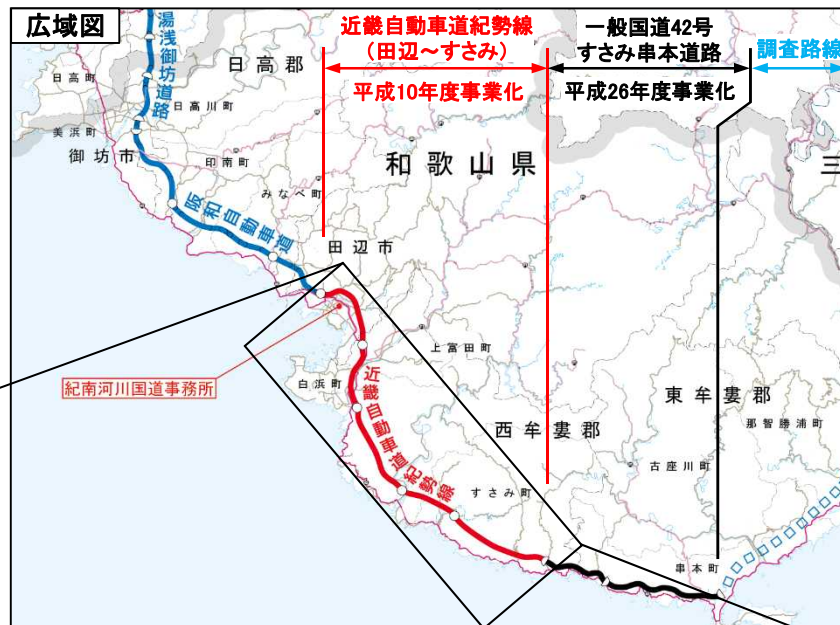 広域図
近畿自動車道紀勢線
(田辺～すさみ)
平成10年度事業化
一般国道42号
すさみ串本道路
平成26年度事業化
調査路線
湯浅御坊道路
日高郡
日高町
日高川町
美浜町
御坊市
印南町
みなべ町
和歌山県
三
阪和自動車道
田辺市
上富田町
紀南河川国道事務所
白浜町
近畿自動車道紀勢線
西牟婁郡
東牟婁郡
那智勝浦町
古座川町
すさみ町
串本町